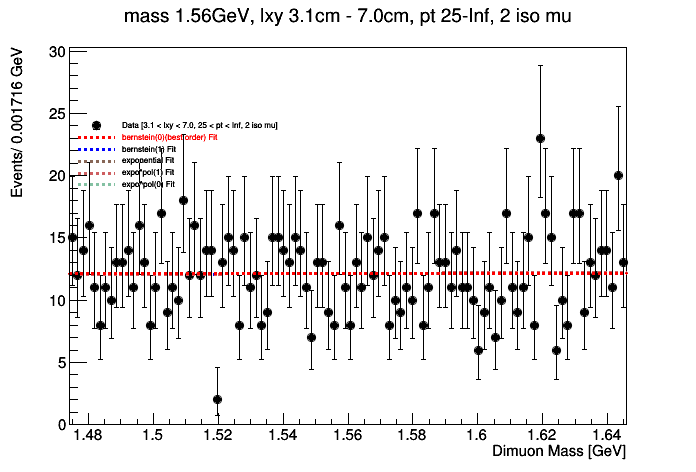 mass 1.56GeV, lxy 3.1cm - 7.0cm, pt 25-Inf, 2 iso mu
Events/ 0.001716 GeV
30
25
20
15
10
5
0
Data [3.1 < lxy < 7.0, 25 < pt < Inf, 2 iso mu]
bernstein(0)(best order) Fit
bernstein(1) Fit
exponential Fit
expo*pol(1) Fit
expo*pol(0) Fit
1.48 1.5 1.52 1.54 1.56 1.58 1.6 1.62 1.64
Dimuon Mass [GeV]